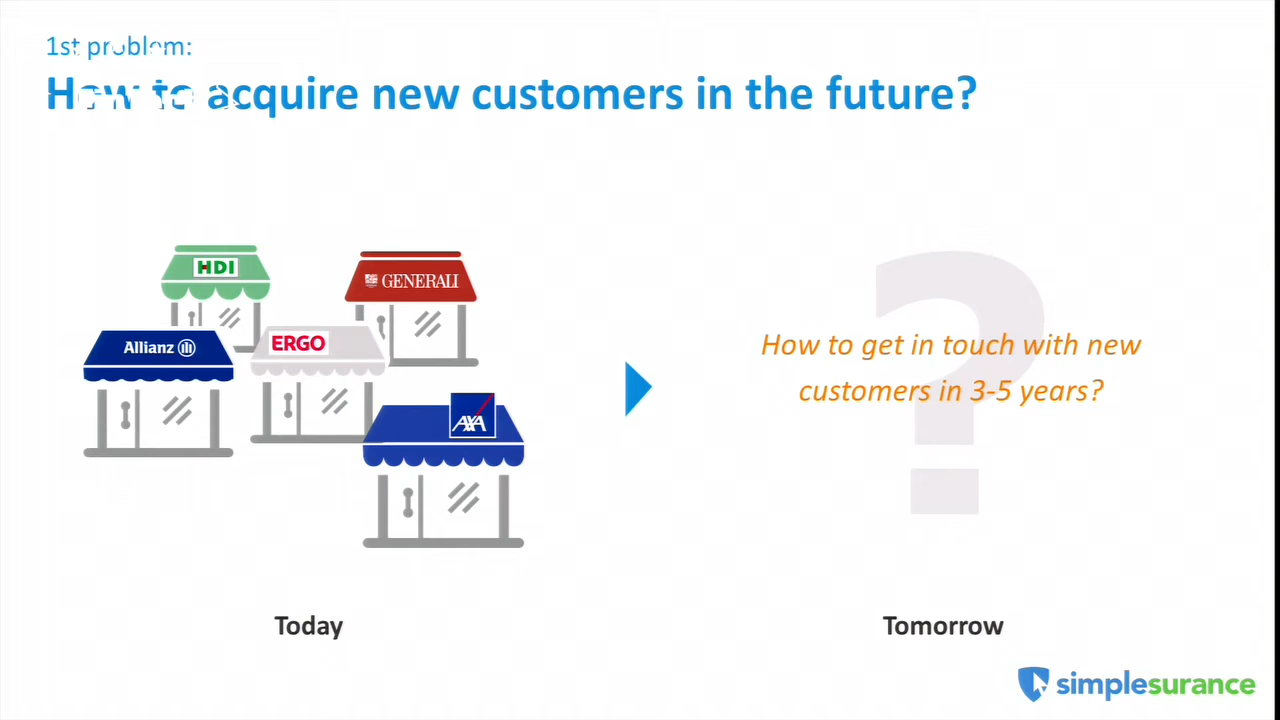 1st problem:
How to acquire new customers in the future?
HDI
GENERALI
Allianz
ERGO
AXA
How to get in touch with new
customers in 3-5 years?
Today
Tomorrow
simplesurance